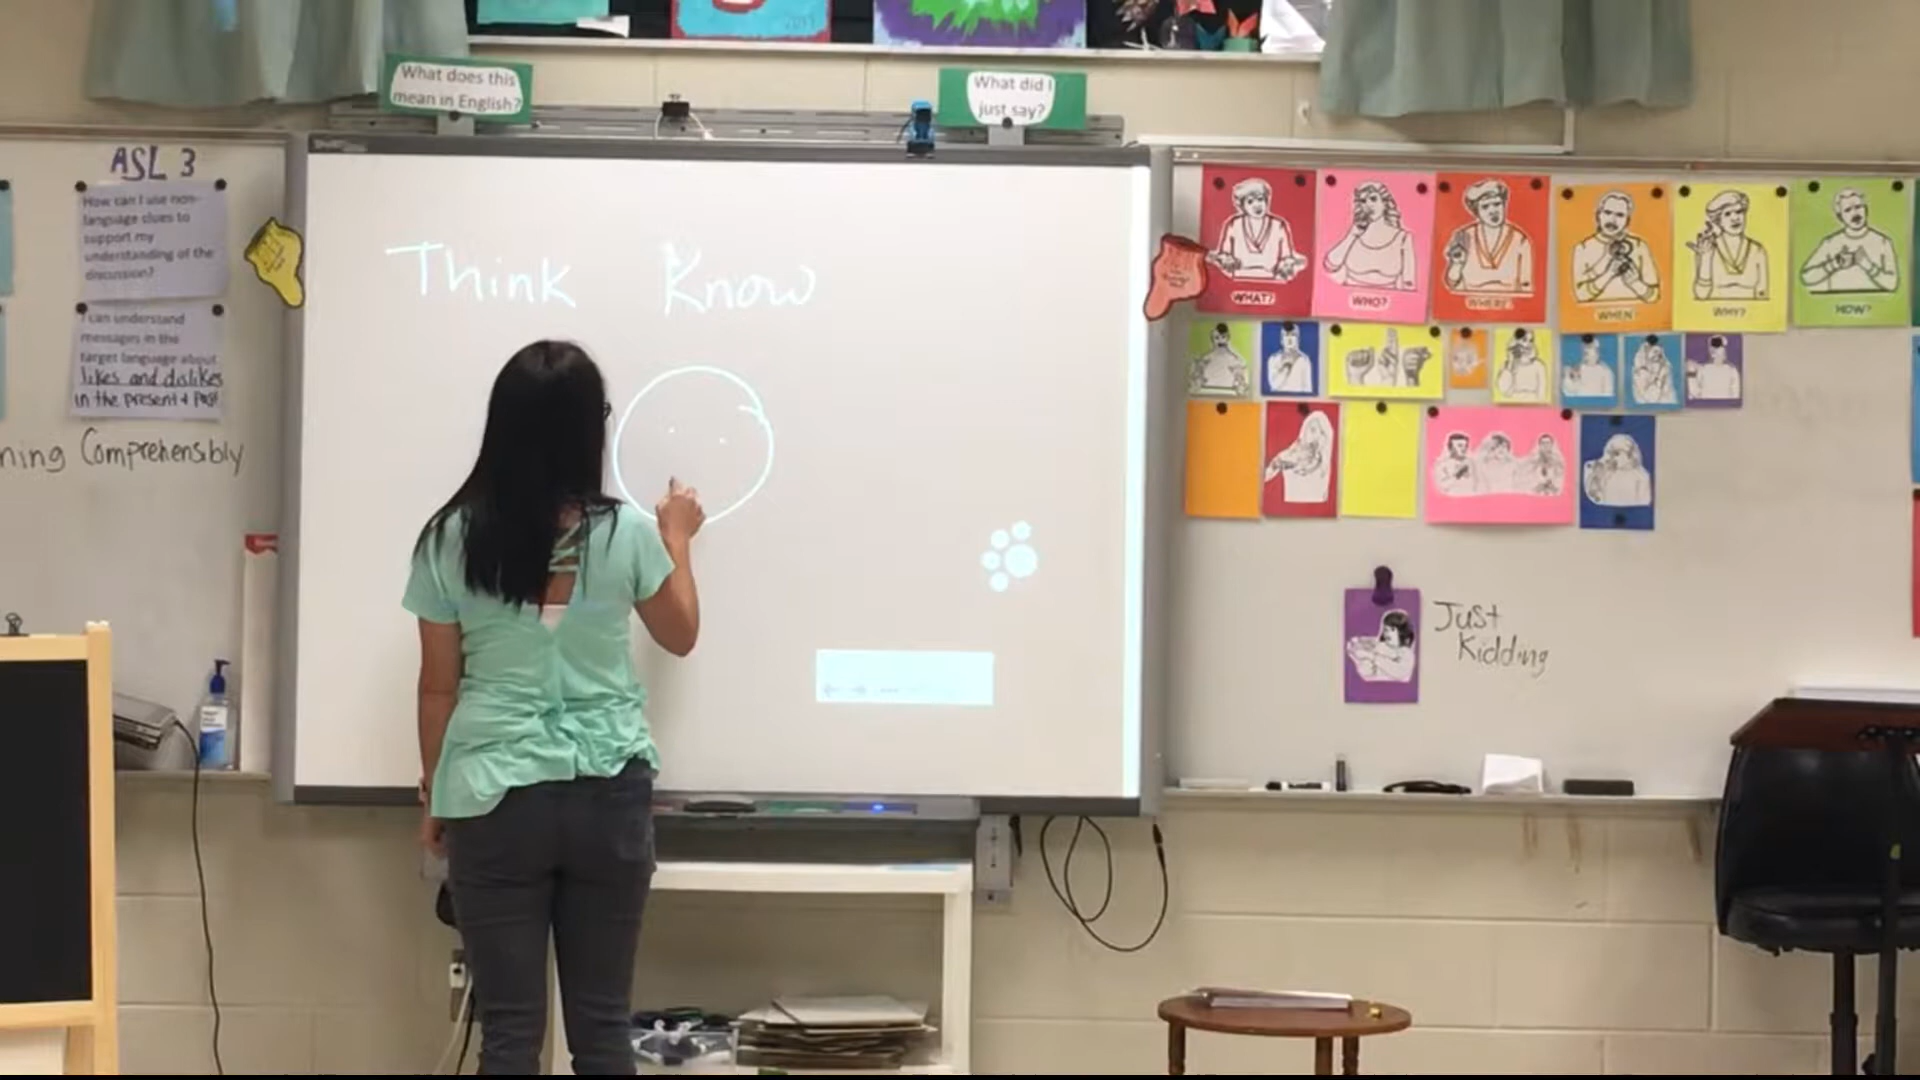 What does this
mean in English?
What did I
just say?
ASL 3
How can I use non-
language clues to
support my
understanding of the
discussion?
I can understand
messages in the
target language about
likes and dislikes
in the present + past
ning Comprehensibly
Think Know
WHAT?
WHO?
WHERE?
WHEN?
WHY?
HOW?
Just
Kidding